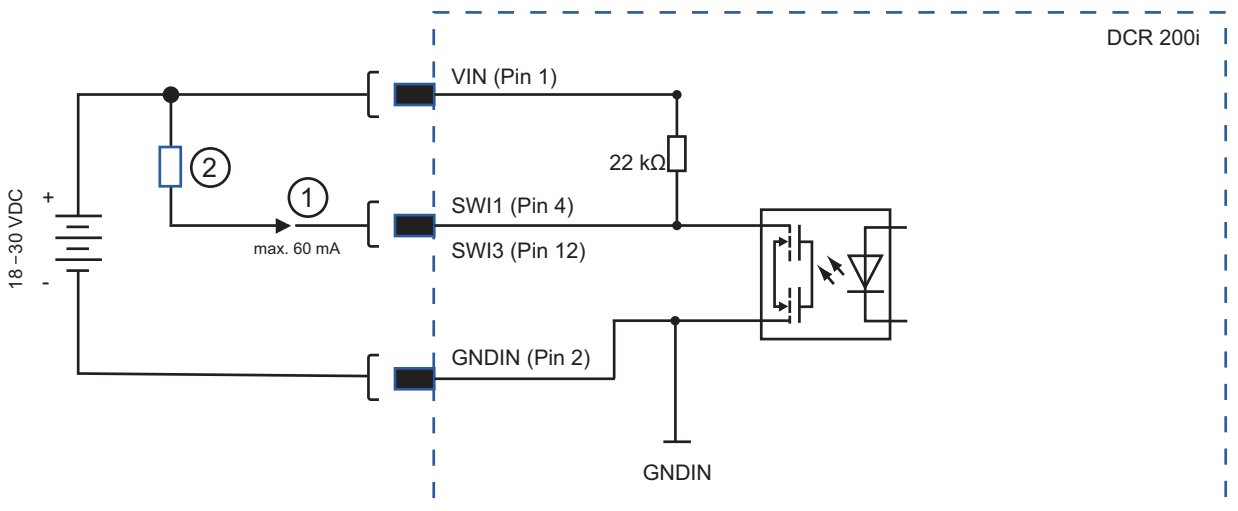 DCR 200i
VIN (Pin 1)
22 kΩ
2
1
+
18–30 VDC
-
max. 60 mA
SWI1 (Pin 4)
SWI3 (Pin 12)
GNDIN (Pin 2)
GNDIN